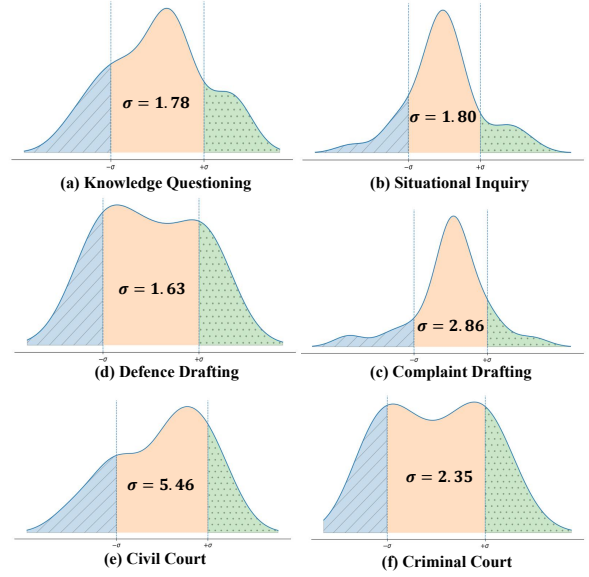 σ = 1.78
−σ
+σ
(a) Knowledge Questioning
σ = 1.80
−σ
+σ
(b) Situational Inquiry
σ = 1.63
−σ
+σ
(d) Defence Drafting
σ = 2.86
−σ
+σ
(c) Complaint Drafting
σ = 5.46
−σ
+σ
(e) Civil Court
σ = 2.35
−σ
+σ
(f) Criminal Court